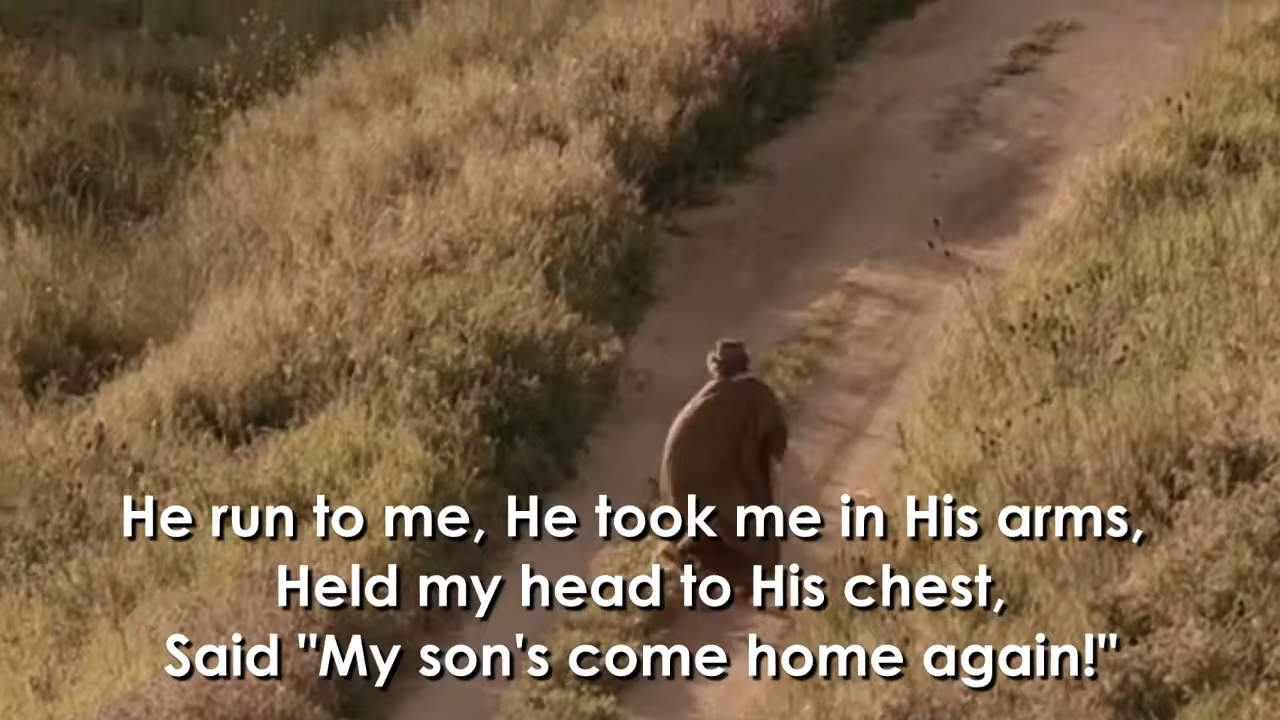 He run to me, He took me in His arms,
Held my head to His chest,
Said "My son's come home again!"